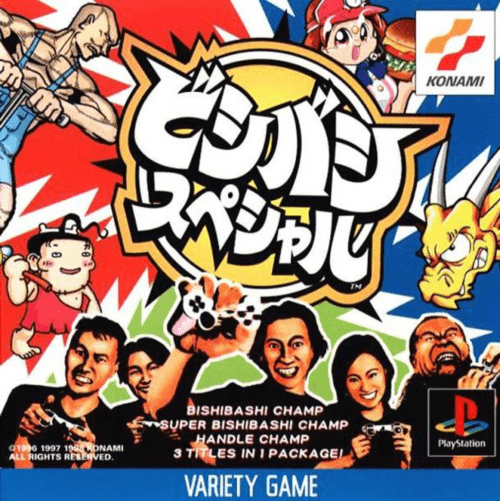 KONAMI
ビシバシ
スペシャル
TM
BISHIBASHI CHAMP
SUPER BISHIBASHI CHAMP
HANDLE CHAMP
3 TITLES IN 1 PACKAGE!
©1996 1997 1998 KONAMI
ALL RIGHTS RESERVED.
PlayStation
VARIETY GAME